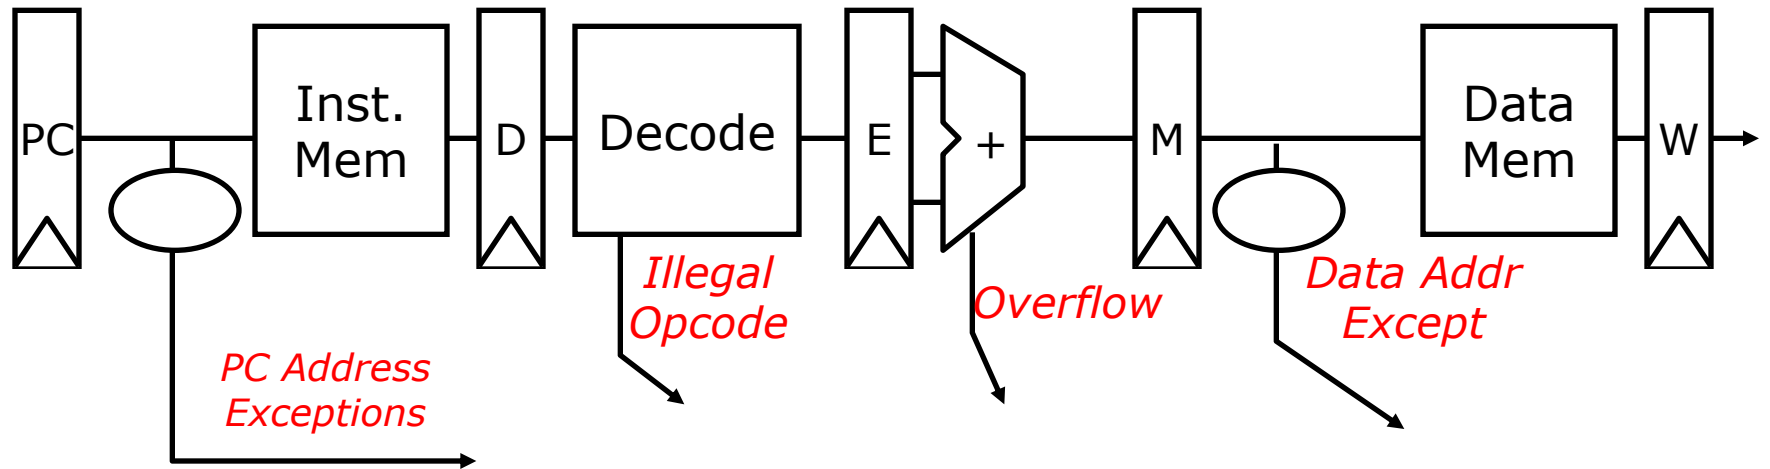 PC
Inst.
Mem
D
Decode
E
+
M
Data
Mem
W
Illegal
Opcode
Overflow
Data Addr
Except
PC Address
Exceptions